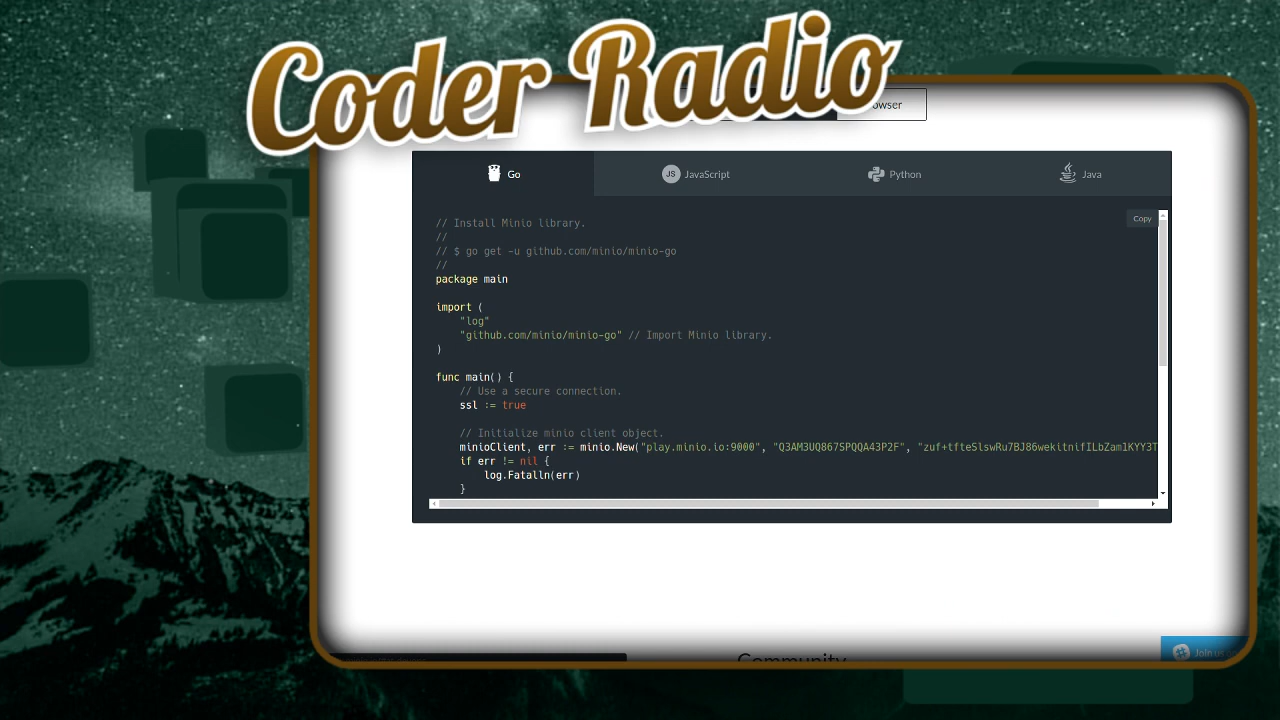 Coder Radio
owser
Go
JavaScript
Python
Java
Copy
// Install Minio library.
//
// $ go get -u github.com/minio/minio-go
//
package main
import (
"log"
"github.com/minio/minio-go" // Import Minio library.
)
func main() {
// Use a secure connection.
ssl := true
// Initialize minio client object.
minioClient, err := minio.New("play.minio.io:9000", "Q3AM3UQ867SPQQA43P2F", "zuf+tfteSlswRu7BJ86wekitnifILbZam1KYY3T
if err != nil {
log.Fatalln(err)
}
Community
Join us